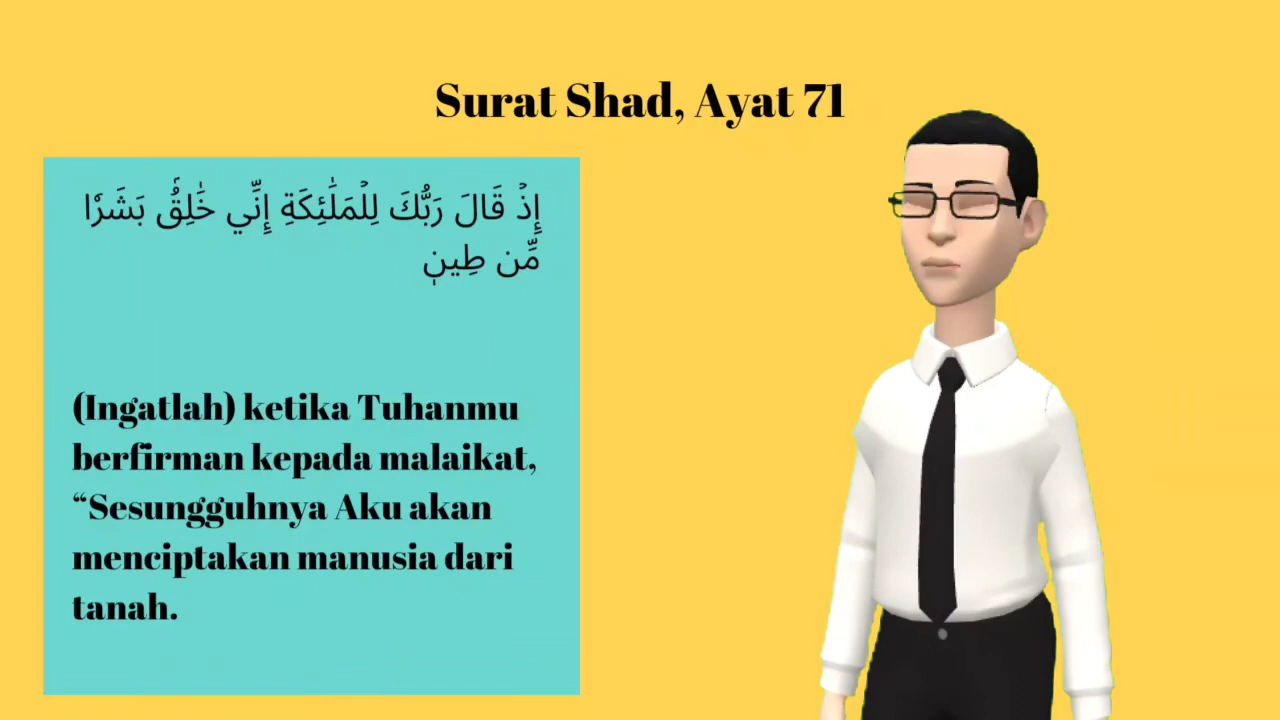 Surat Shad, Ayat 71
إِذۡ قَالَ رَبُّكَ لِلۡمَلَٰٓئِكَةِ إِنِّي خَٰلِقُۢ بَشَرٗا
مِّن طِينٖ
(Ingatlah) ketika Tuhanmu
berfirman kepada malaikat,
“Sesungguhnya Aku akan
menciptakan manusia dari
tanah.